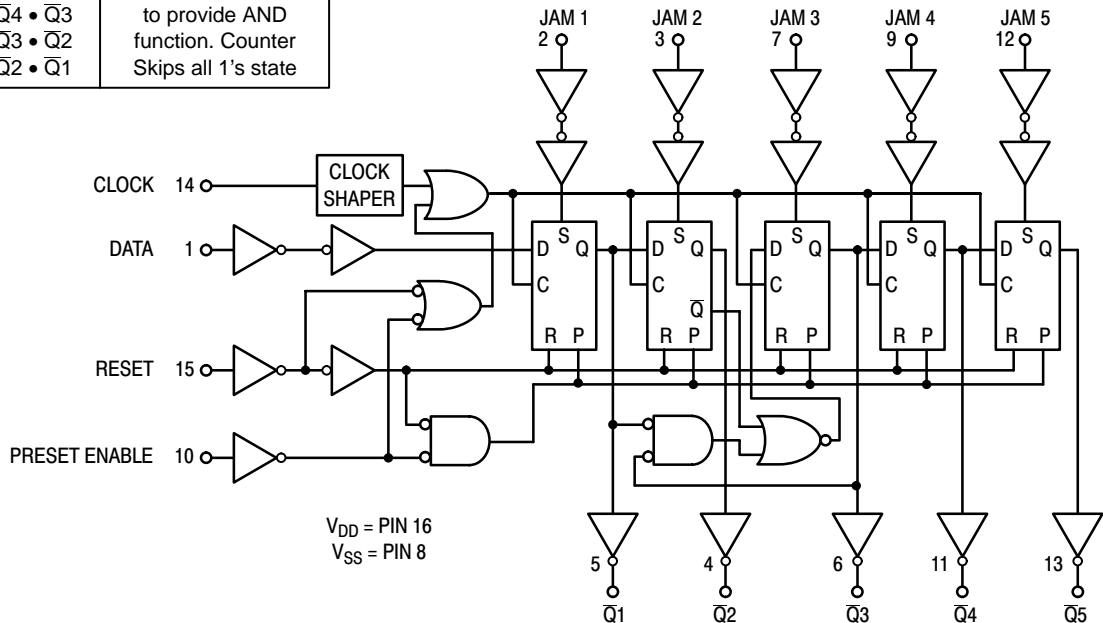 Q̅4 • Q̅3
Q̅3 • Q̅2
Q̅2 • Q̅1
to provide AND
function. Counter
Skips all 1's state
JAM 1
2
JAM 2
3
JAM 3
7
JAM 4
9
JAM 5
12
CLOCK 14
CLOCK
SHAPER
DATA 1
RESET 15
PRESET ENABLE 10
S
D Q
C
R P
S
D Q
C
Q̅
R P
S
D Q
C
R P
S
D Q
C
R P
S
D Q
C
R P
VDD = PIN 16
VSS = PIN 8
5 4 6 11 13
Q̅1 Q̅2 Q̅3 Q̅4 Q̅5